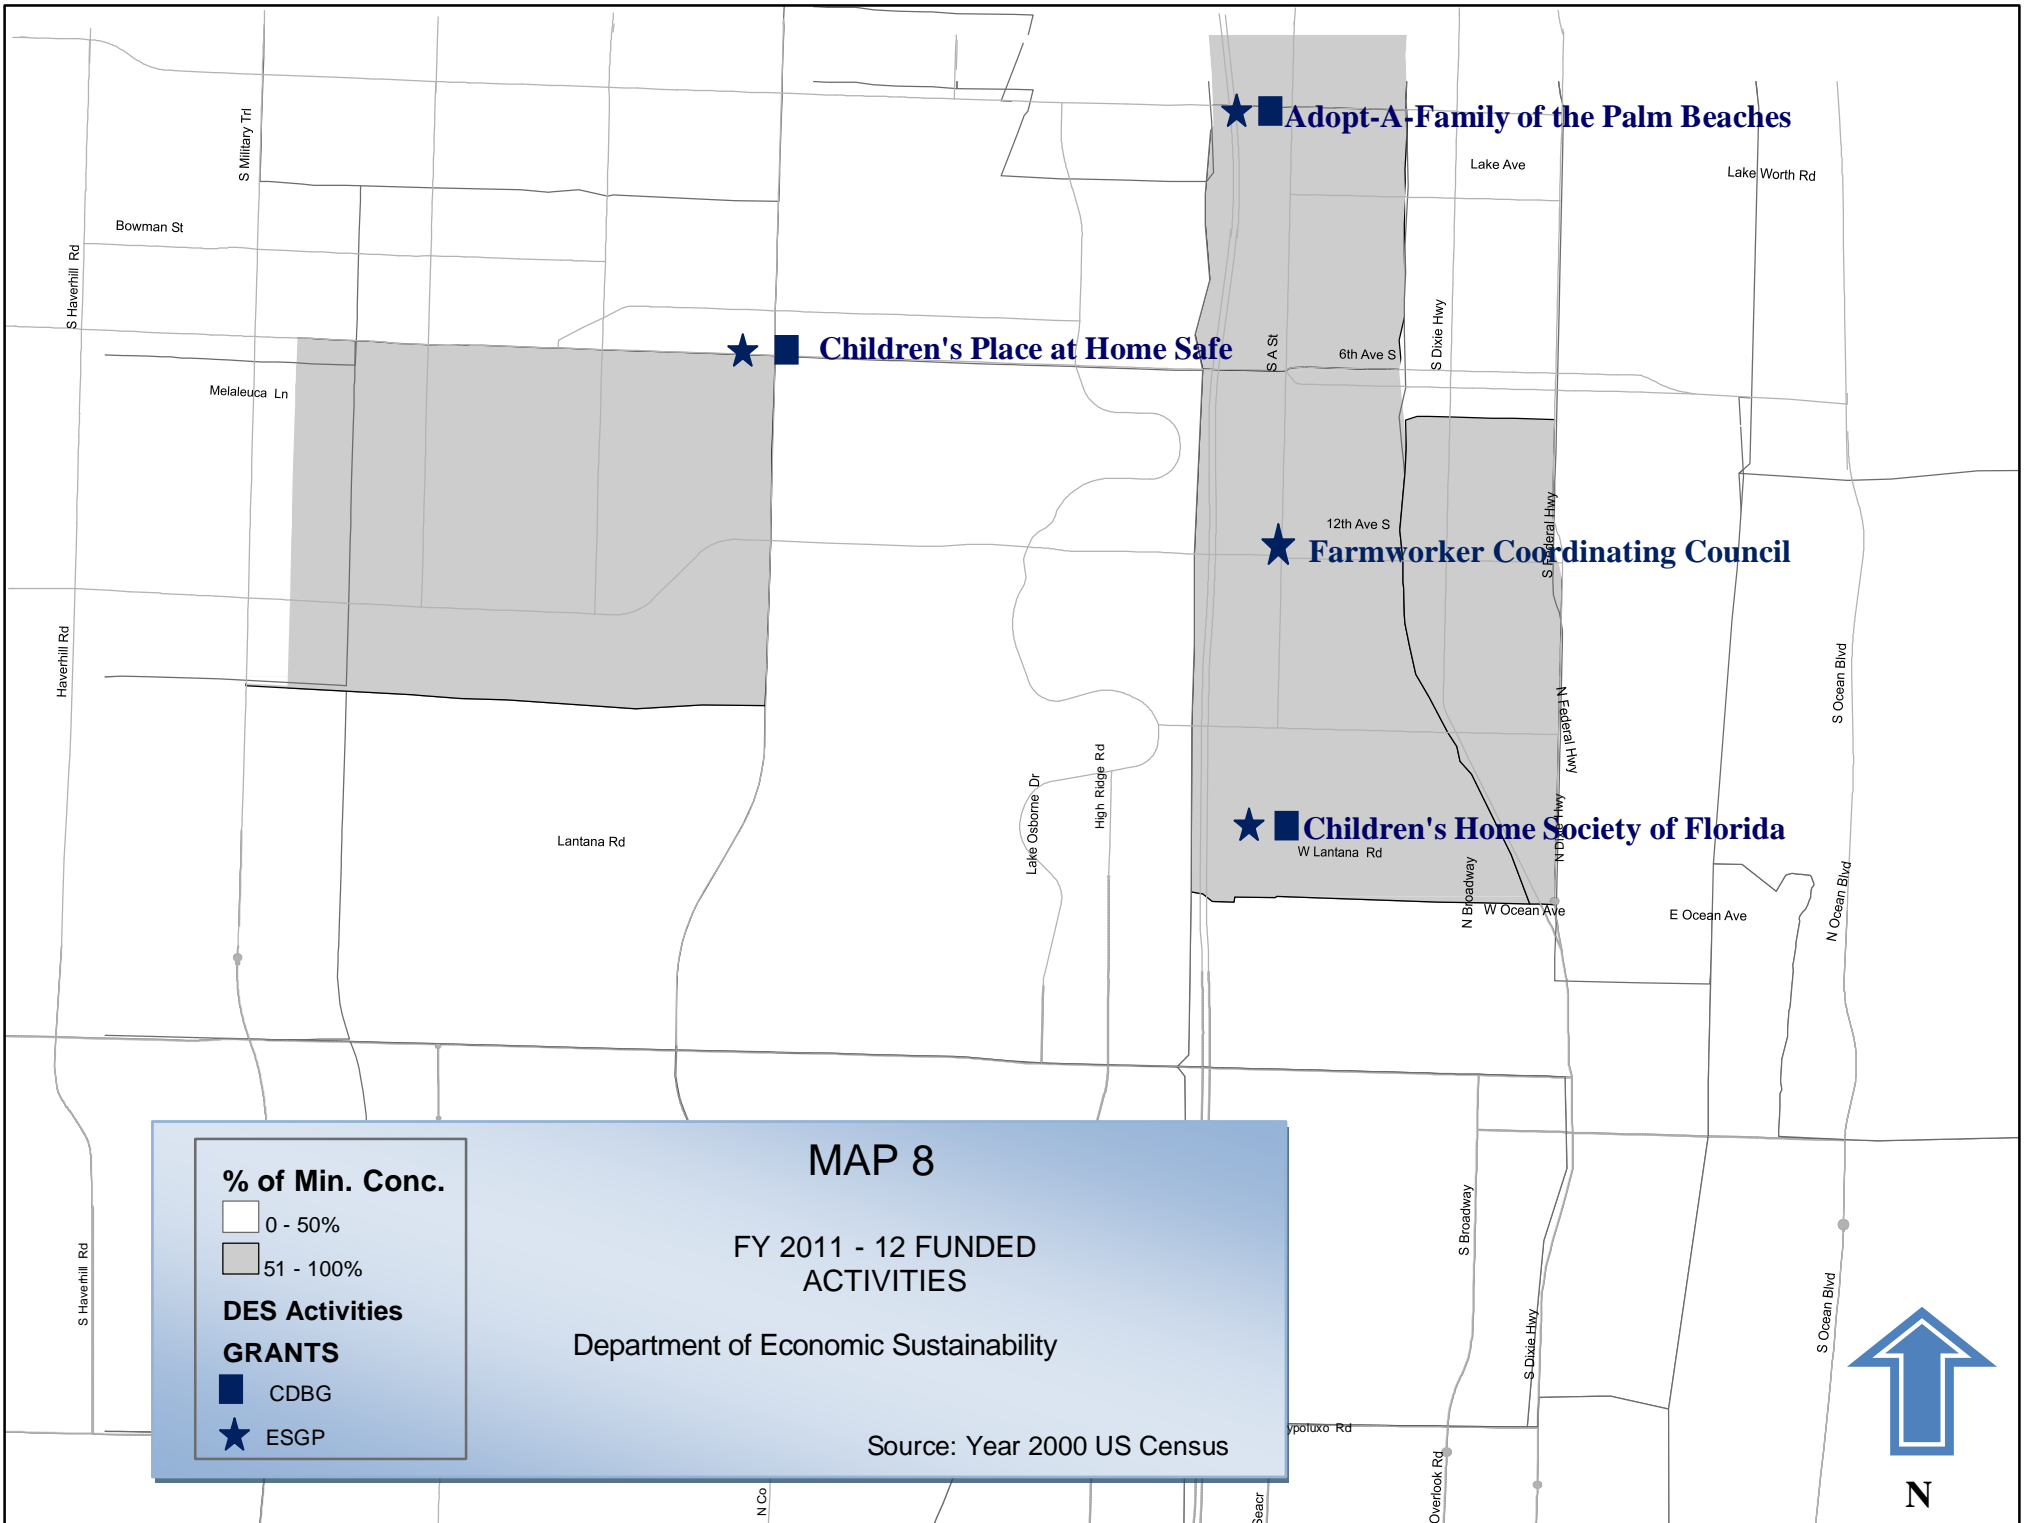 Adopt-A-Family of the Palm Beaches
S Military Trl
Lake Ave
Lake Worth Rd
Bowman St
S Haverhill Rd
Children's Place at Home Safe
S A St
6th Ave S
S Dixie Hwy
Melaleuca Ln
12th Ave S
S Federal Hwy
Farmworker Coordinating Council
Haverhill Rd
S Ocean Blvd
N Federal Hwy
High Ridge Rd
Lake Osborne Dr
Lantana Rd
Children's Home Society of Florida
N Dixie Hwy
W Lantana Rd
N Broadway
W Ocean Ave
E Ocean Ave
N Ocean Blvd
MAP 8
% of Min. Conc.
0 - 50%
51 - 100%
DES Activities
GRANTS
CDBG
ESGP
FY 2011 - 12 FUNDED
ACTIVITIES
Department of Economic Sustainability
Source: Year 2000 US Census
S Haverhill Rd
S Broadway
S Dixie Hwy
S Ocean Blvd
ypoluxo Rd
Overlook Rd
N Co
Seacr
N